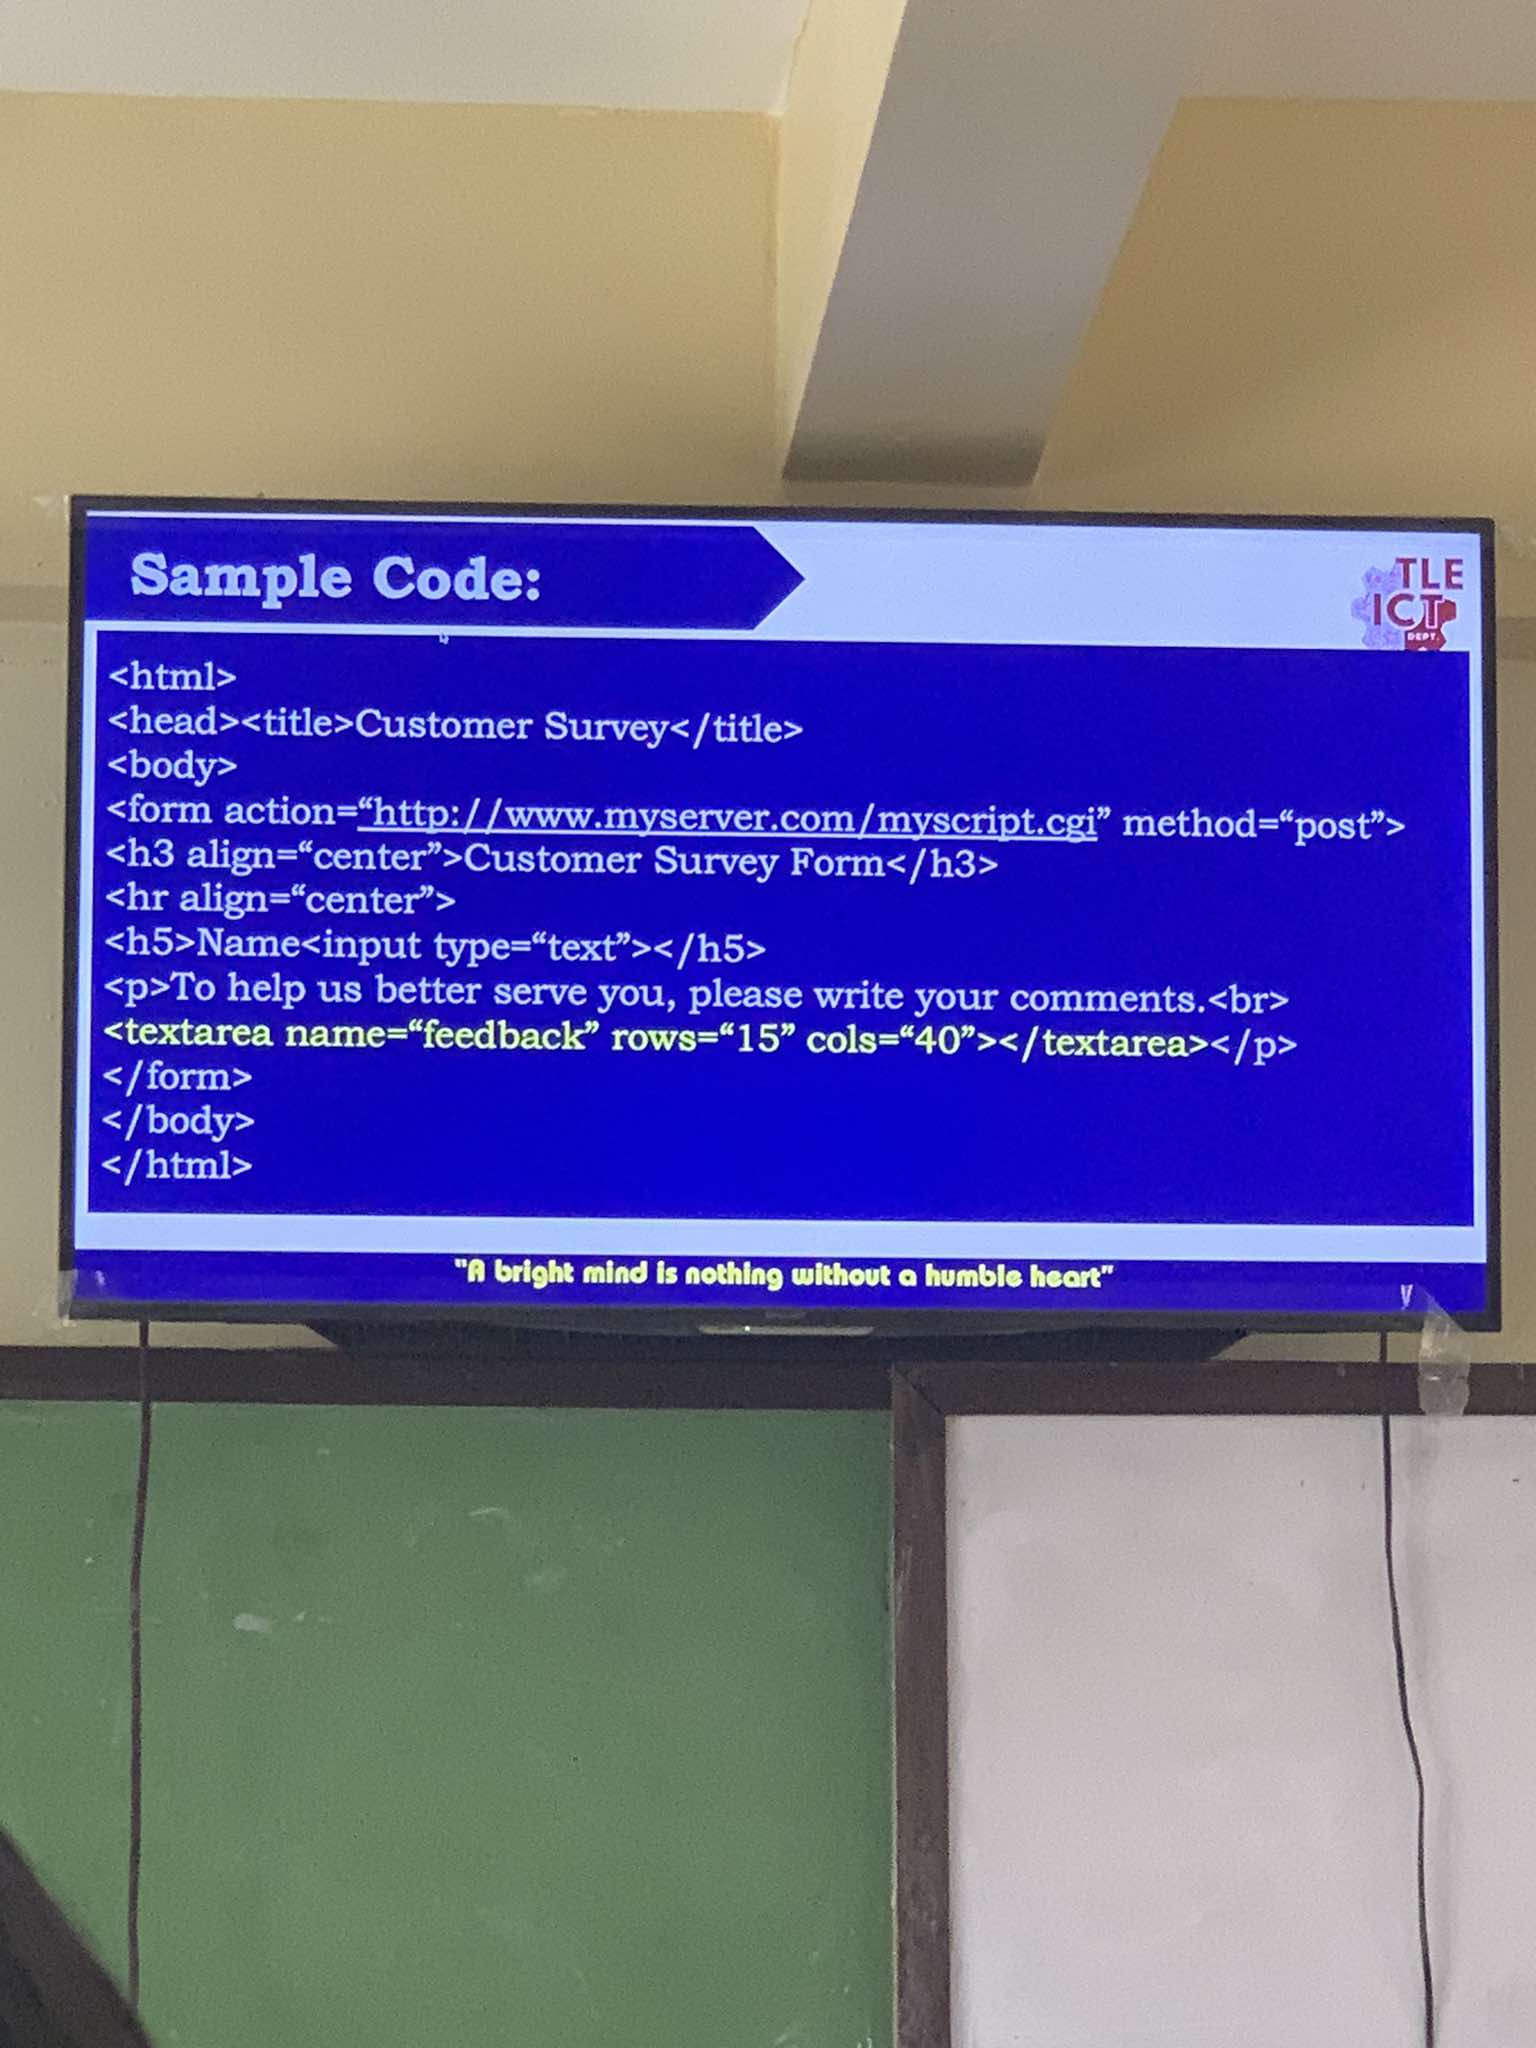 Sample Code:
TLE
ICT
DEPT.
<html>
<head><title>Customer Survey</title>
<body>
<form action=“http://www.myserver.com/myscript.cgi” method=“post”>
<h3 align=“center”>Customer Survey Form</h3>
<hr align=“center”>
<h5>Name<input type=“text”></h5>
<p>To help us better serve you, please write your comments.<br>
<textarea name=“feedback” rows=“15” cols=“40”></textarea></p>
</form>
</body>
</html>
"A bright mind is nothing without a humble heart"